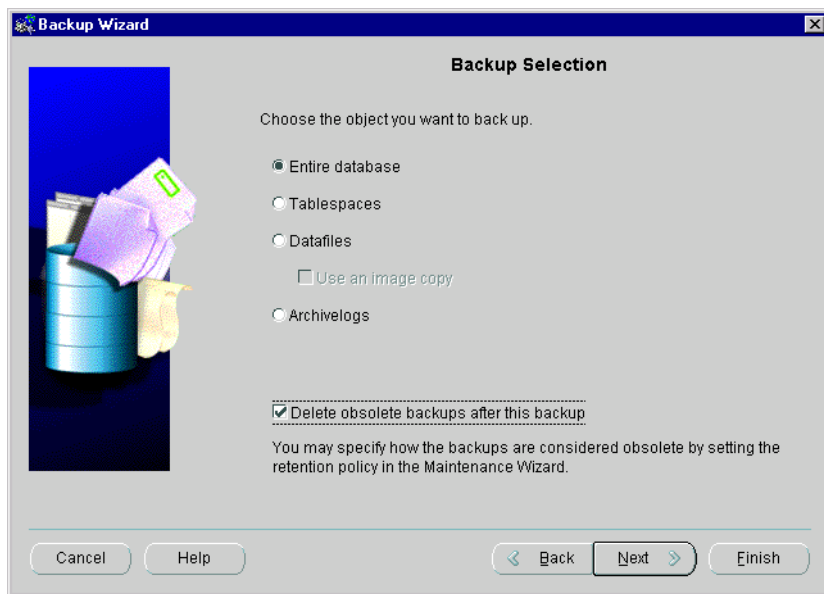 Backup Wizard
Backup Selection
Choose the object you want to back up.
Entire database
Tablespaces
Datafiles
Use an image copy
Archivelogs
Delete obsolete backups after this backup
You may specify how the backups are considered obsolete by setting the
retention policy in the Maintenance Wizard.
Cancel
Help
Back
Next
Finish